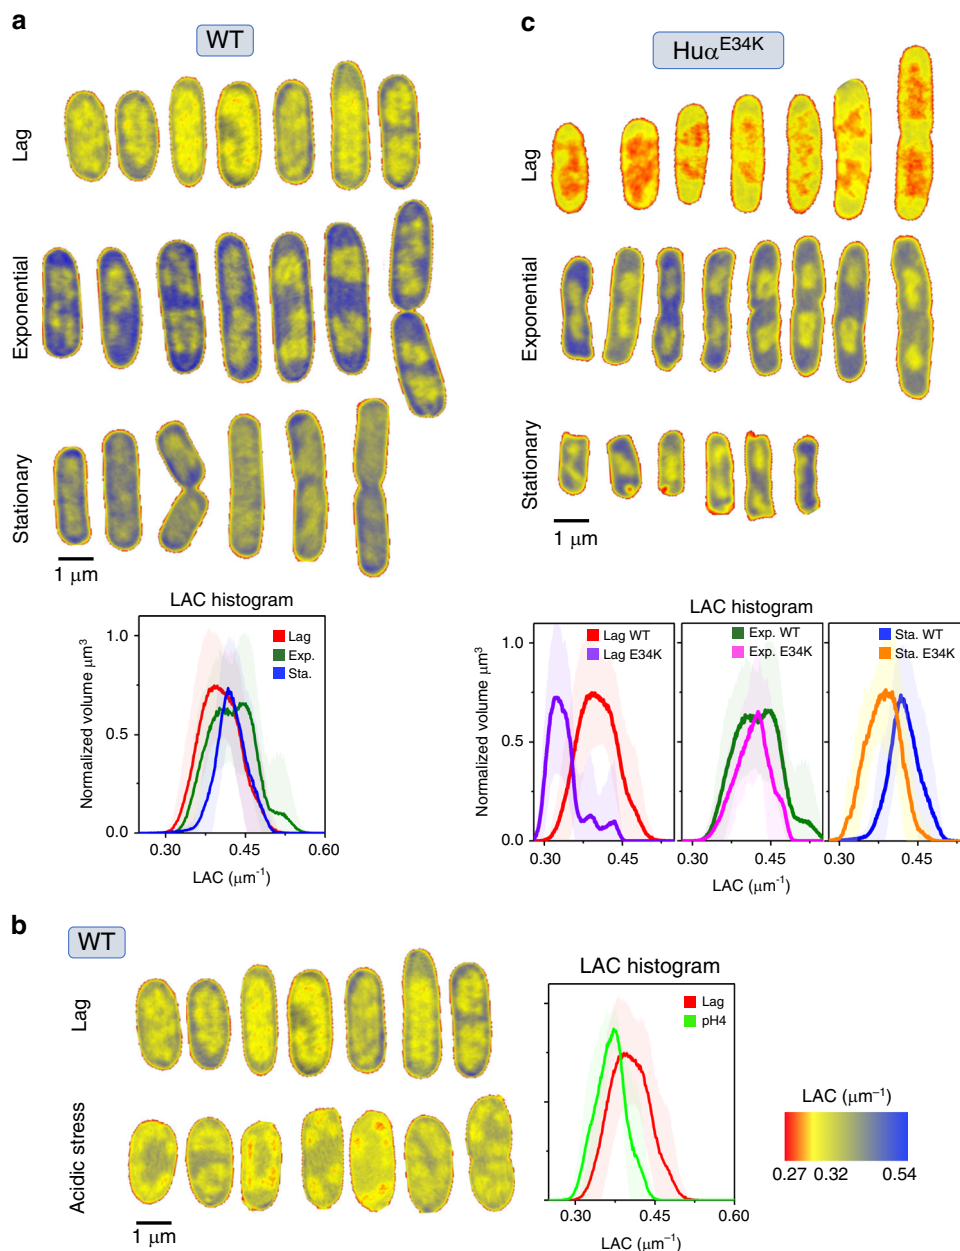 a
WT
Lag
Exponential
Stationary
1 μm
LAC histogram
Normalized volume μm³
1.0
0.5
0.0
Lag
Exp.
Sta.
0.30 0.45 0.60
LAC (μm⁻¹)
c
Huα^E34K
Lag
Exponential
Stationary
1 μm
LAC histogram
Normalized volume μm³
1.0
0.5
0.0
Lag WT
Lag E34K
Exp. WT
Exp. E34K
Sta. WT
Sta. E34K
0.30 0.45 0.30 0.45 0.30 0.45
LAC (μm⁻¹)
b
WT
Lag
Acidic stress
1 μm
LAC histogram
Lag
pH4
0.30 0.45 0.60
LAC (μm⁻¹)
LAC (μm⁻¹)
0.27 0.32 0.54